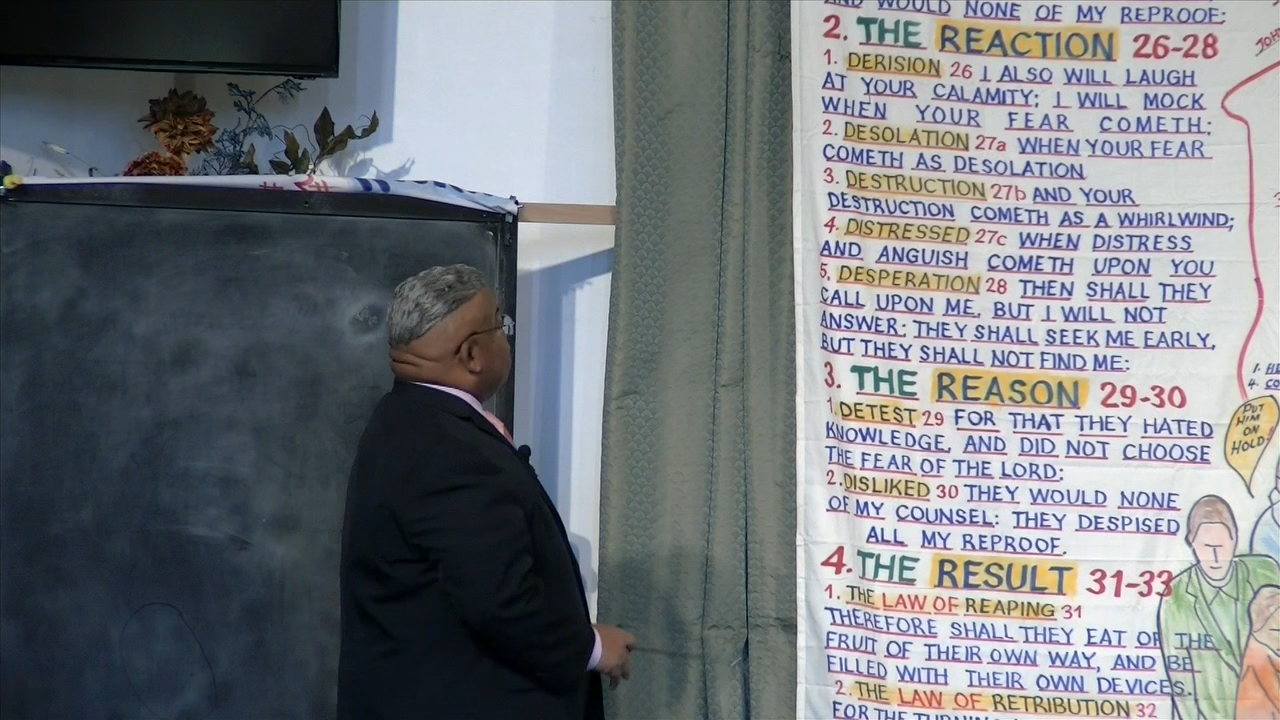 AND WOULD NONE OF MY REPROOF:
2. THE REACTION 26-28
1. DERISION 26 I ALSO WILL LAUGH
AT YOUR CALAMITY; I WILL MOCK
WHEN YOUR FEAR COMETH;
2. DESOLATION 27a WHEN YOUR FEAR
COMETH AS DESOLATION
3. DESTRUCTION 27b AND YOUR
DESTRUCTION COMETH AS A WHIRLWIND;
4. DISTRESSED 27c WHEN DISTRESS
AND ANGUISH COMETH UPON YOU
5. DESPERATION 28 THEN SHALL THEY
CALL UPON ME, BUT I WILL NOT
ANSWER; THEY SHALL SEEK ME EARLY,
BUT THEY SHALL NOT FIND ME:
3. THE REASON 29-30
1. DETEST 29 FOR THAT THEY HATED
KNOWLEDGE, AND DID NOT CHOOSE
THE FEAR OF THE LORD:
2. DISLIKED 30 THEY WOULD NONE
OF MY COUNSEL: THEY DESPISED
ALL MY REPROOF.
4. THE RESULT 31-33
1. THE LAW OF REAPING 31
THEREFORE SHALL THEY EAT OF THE
FRUIT OF THEIR OWN WAY, AND BE
FILLED WITH THEIR OWN DEVICES.
2. THE LAW OF RETRIBUTION 32
FOR THE TURNING
PUT
HIM
ON
HOLD!